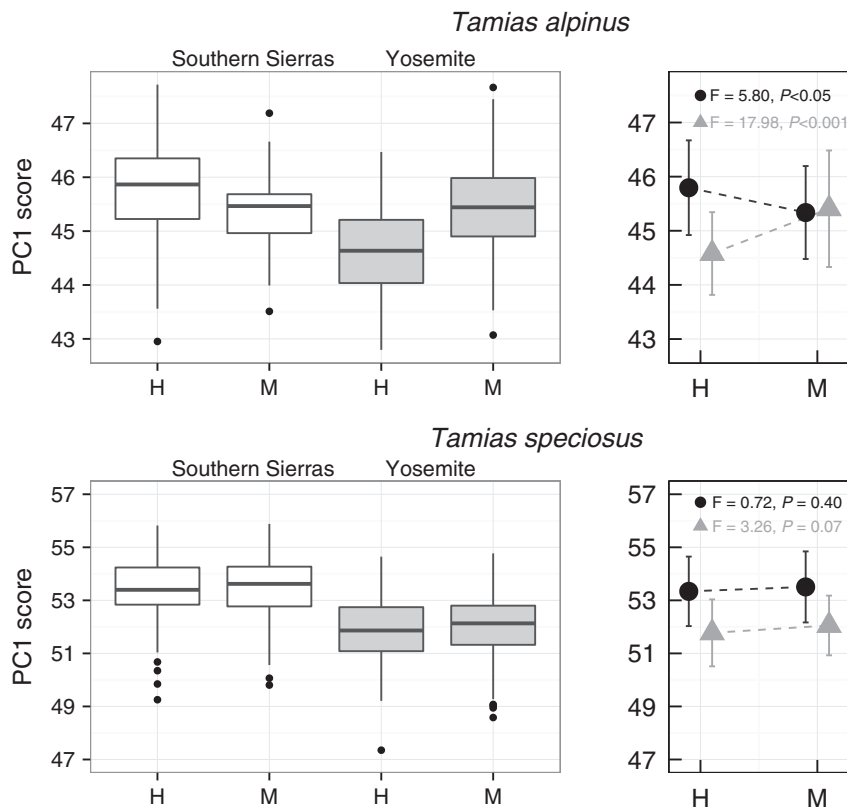 Tamias alpinus
Southern Sierras Yosemite
PC1 score
47
46
45
44
43
H M H M
47
46
45
44
43
F = 5.80, P<0.05
F = 17.98, P<0.001
H M
Tamias speciosus
Southern Sierras Yosemite
PC1 score
57
55
53
51
49
47
H M H M
57
55
53
51
49
47
F = 0.72, P = 0.40
F = 3.26, P = 0.07
H M